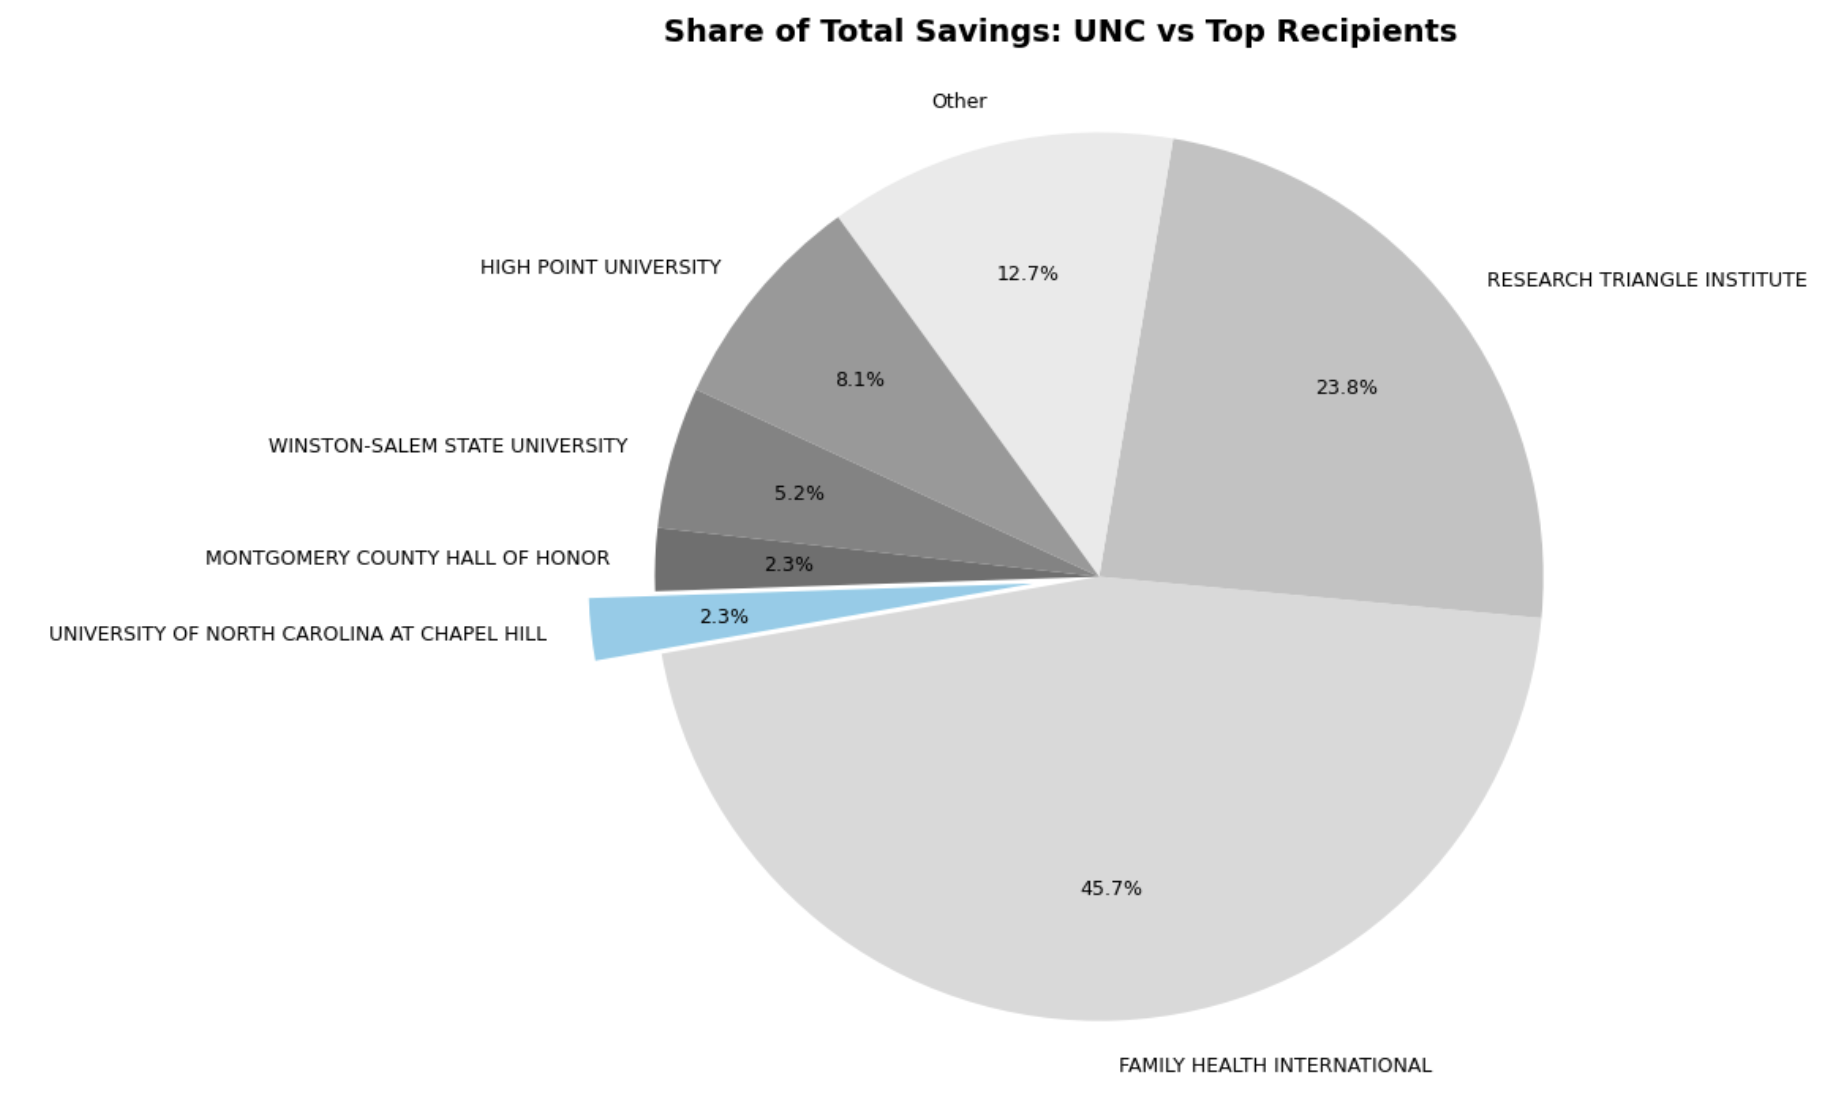 Share of Total Savings: UNC vs Top Recipients
Other
12.7%
HIGH POINT UNIVERSITY
8.1%
RESEARCH TRIANGLE INSTITUTE
23.8%
WINSTON-SALEM STATE UNIVERSITY
5.2%
MONTGOMERY COUNTY HALL OF HONOR
2.3%
UNIVERSITY OF NORTH CAROLINA AT CHAPEL HILL
2.3%
45.7%
FAMILY HEALTH INTERNATIONAL